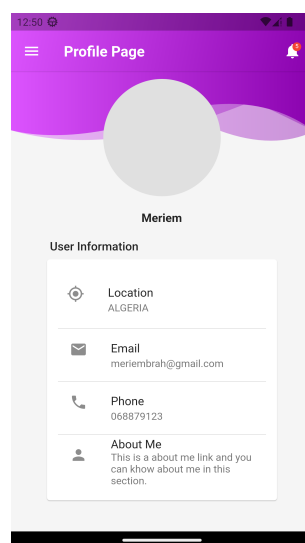 12:50
Profile Page
5
Meriem
User Information
Location
ALGERIA
Email
meriembrah@gmail.com
Phone
068879123
About Me
This is a about me link and you
can khow about me in this
section.